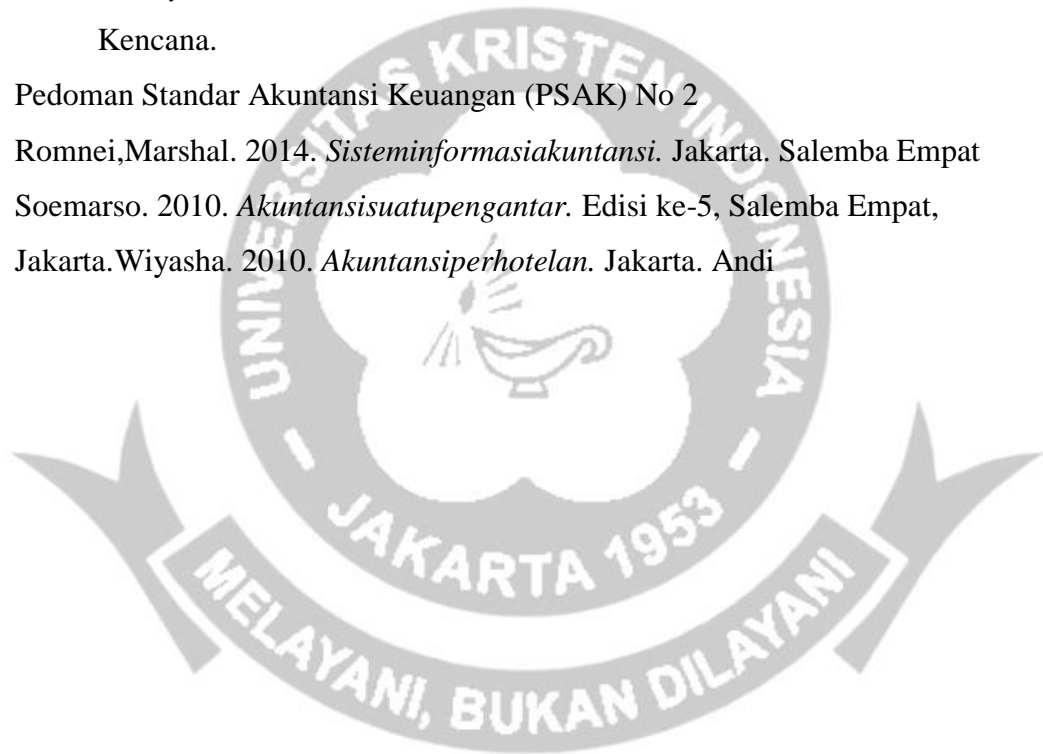 Kencana.
Pedoman Standar Akuntansi Keuangan (PSAK) No 2
Romnei,Marshal. 2014. Sisteminformasiakuntansi. Jakarta. Salemba Empat
Soemarso. 2010. Akuntansisuatupengantar. Edisi ke-5, Salemba Empat,
Jakarta.Wiyasha. 2010. Akuntansiperhotelan. Jakarta. Andi
UNIVERSITAS KRISTEN INDONESIA
- JAKARTA 1953 -
MELAYANI, BUKAN DILAYANI